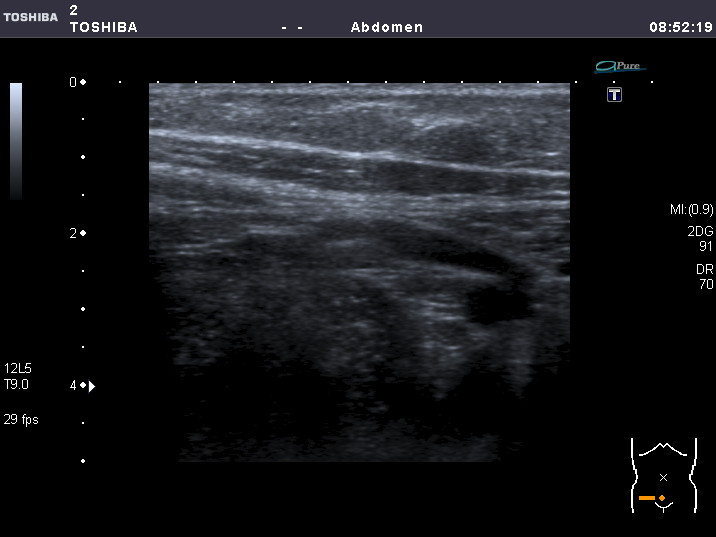 TOSHIBA
2
TOSHIBA
- -
Abdomen
08:52:19
0
Pure
T
MI:(0.9)
2
2DG
91
DR
70
12L5
T9.0
4
29 fps